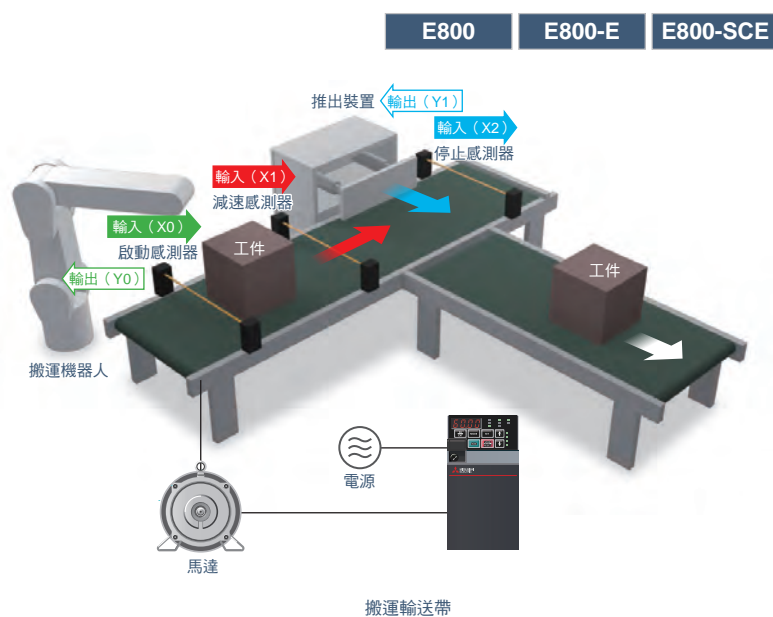 E800
E800-E
E800-SCE
推出裝置
輸出（Y1）
輸入（X2）
停止感測器
輸入（X1）
減速感測器
輸入（X0）
啟動感測器
工件
工件
輸出（Y0）
搬運機器人
電源
馬達
搬運輸送帶